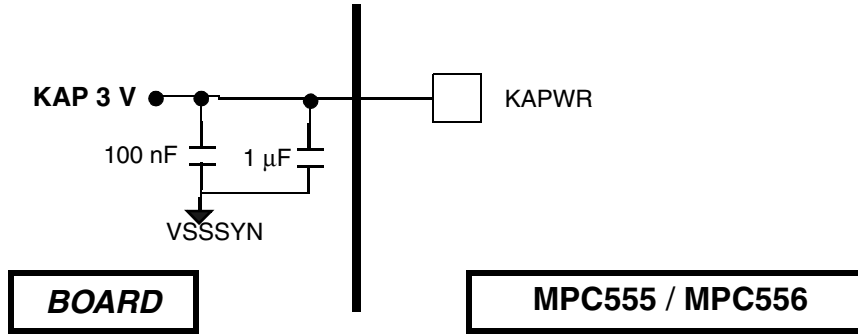 KAP 3 V
KAPWR
100 nF
1 μF
VSSSYN
BOARD
MPC555 / MPC556